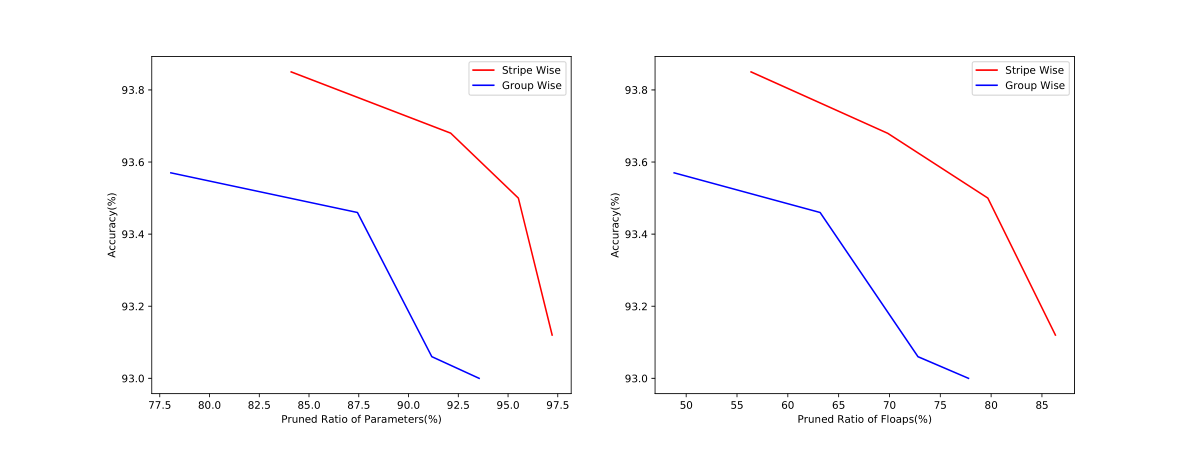 Stripe Wise
Group Wise
93.8
93.6
93.4
93.2
93.0
Accuracy(%)
77.5 80.0 82.5 85.0 87.5 90.0 92.5 95.0 97.5
Pruned Ratio of Parameters(%)
Stripe Wise
Group Wise
93.8
93.6
93.4
93.2
93.0
Accuracy(%)
50 55 60 65 70 75 80 85
Pruned Ratio of Floaps(%)